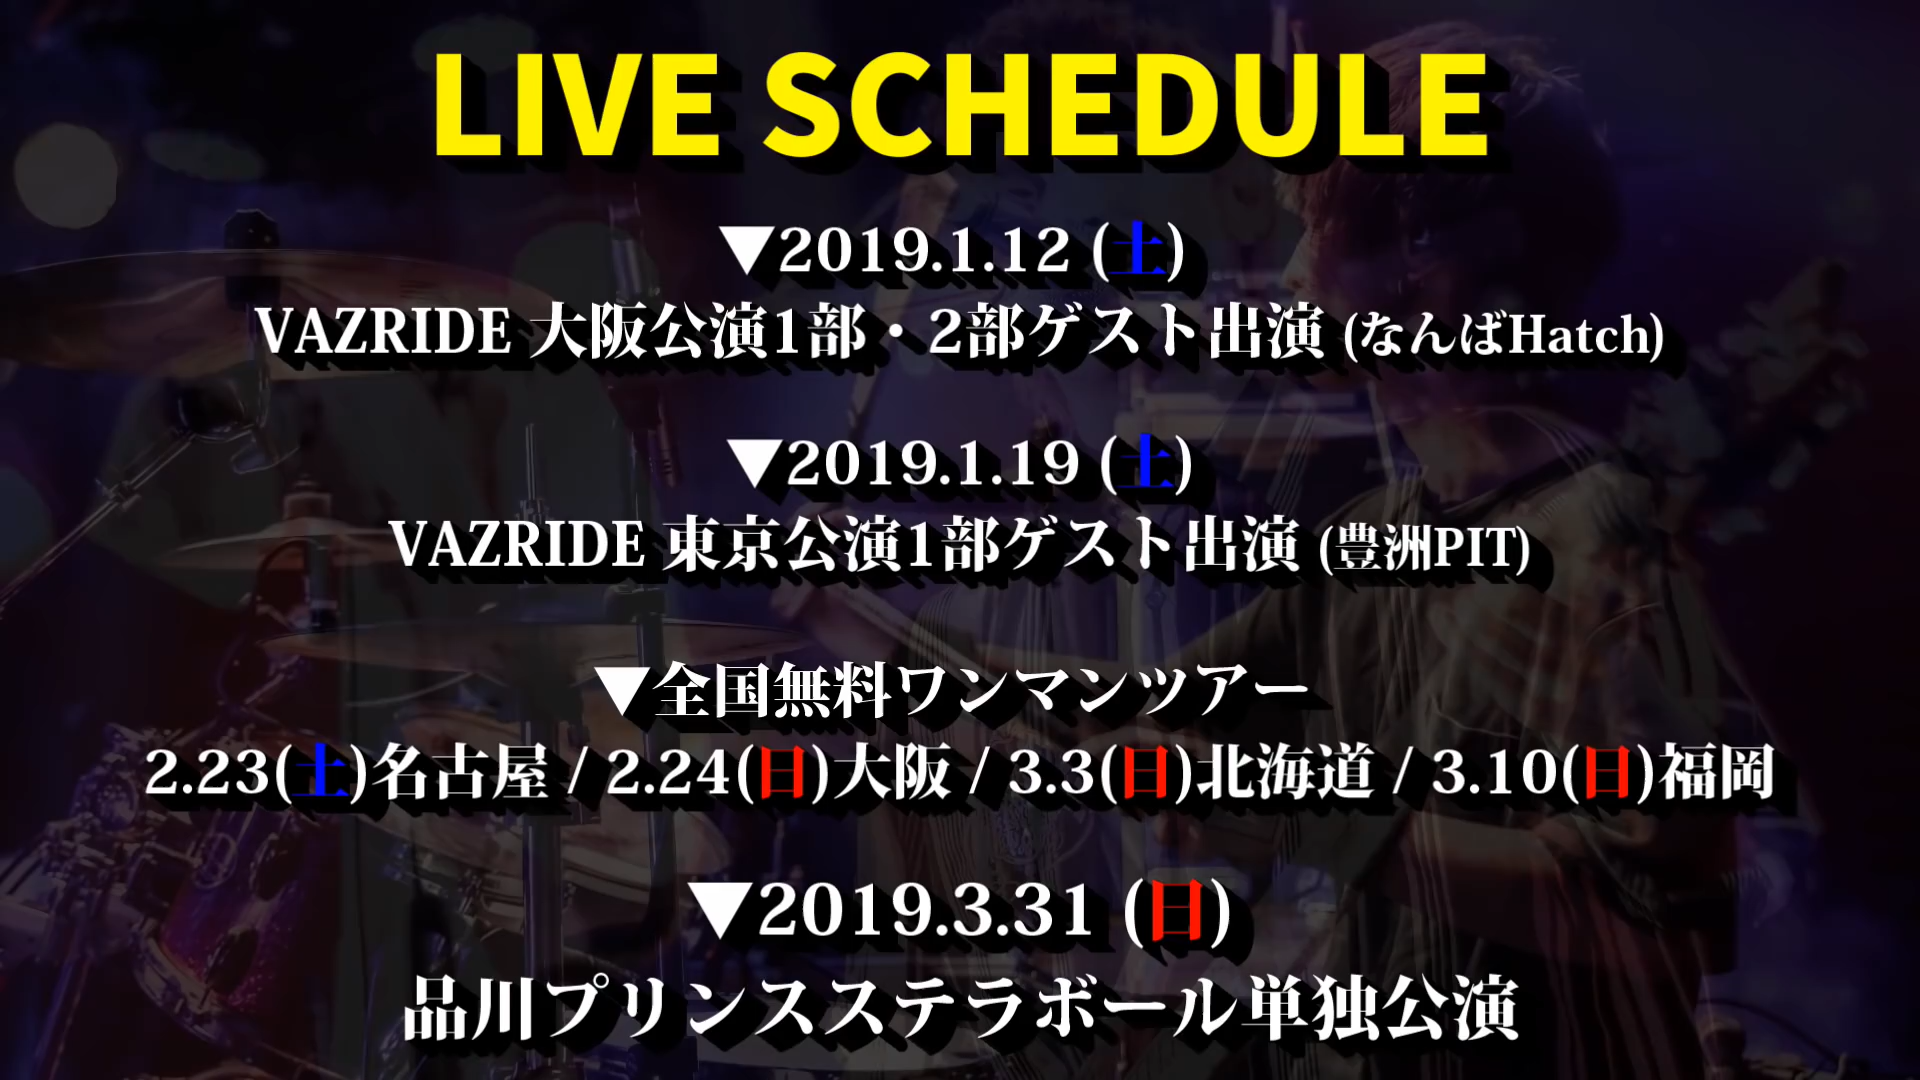 LIVE SCHEDULE
▼2019.1.12 (土)
VAZRIDE 大阪公演1部・2部ゲスト出演 (なんばHatch)
▼2019.1.19 (土)
VAZRIDE 東京公演1部ゲスト出演 (豊洲PIT)
▼全国無料ワンマンツアー
2.23(土)名古屋 / 2.24(日)大阪 / 3.3(日)北海道 / 3.10(日)福岡
▼2019.3.31 (日)
品川プリンスステラボール単独公演